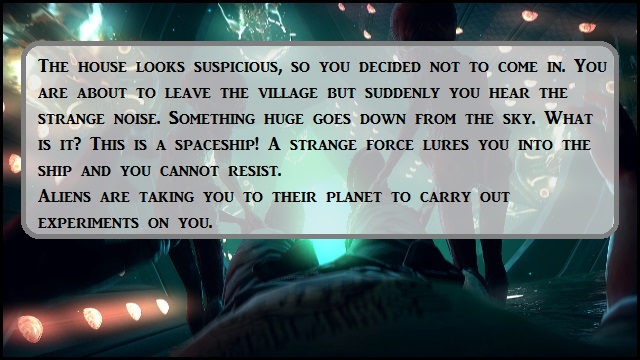 The house looks suspicious, so you decided not to come in. You
are about to leave the village but suddenly you hear the
strange noise. Something huge goes down from the sky. What
is it? This is a spaceship! A strange force lures you into the
ship and you cannot resist.
Aliens are taking you to their planet to carry out
experiments on you.